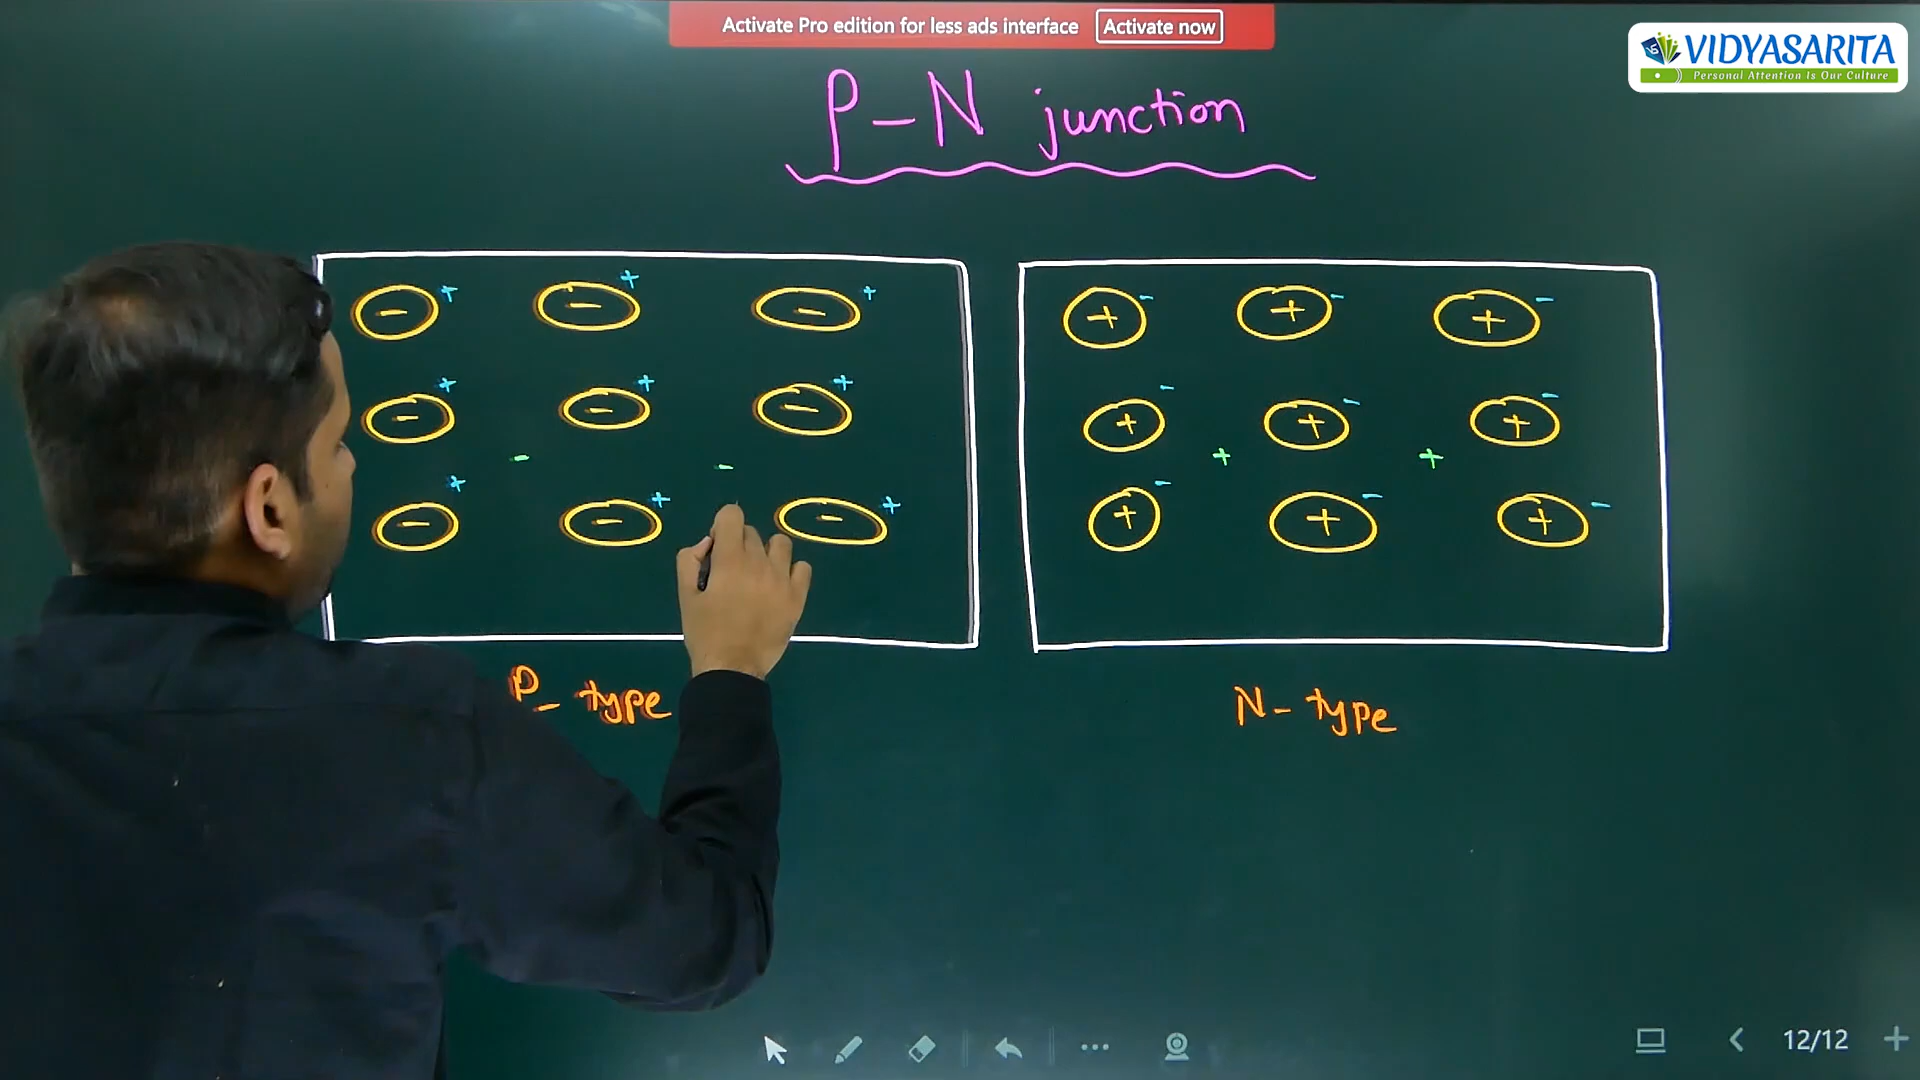 Activate Pro edition for less ads interface Activate now
VIDYASARITA
Personal Attention Is Our Culture
P-N junction
- + - + - + + - + - + -
- + - + - + + - + - + -
- - + +
- + - + - + + - + - + -
P- type N- type
12/12